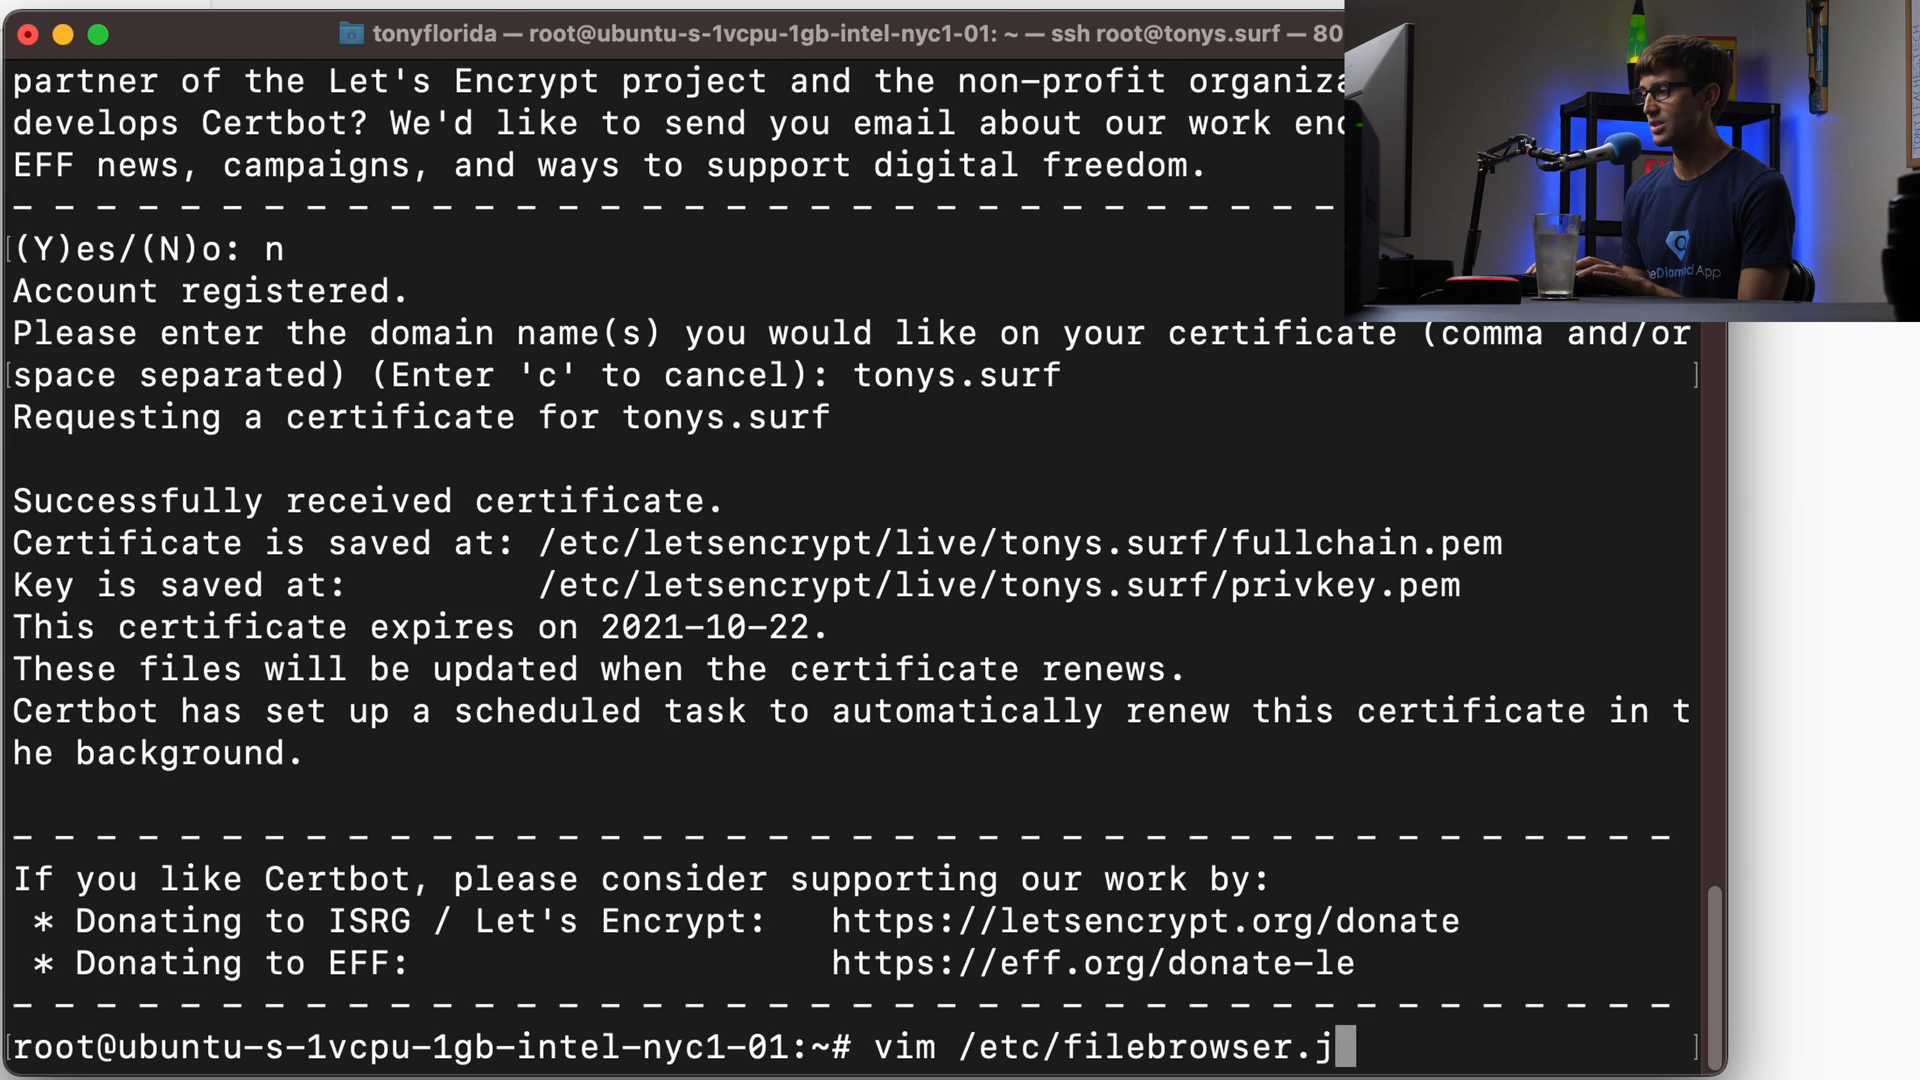 tonyflorida — root@ubuntu-s-1vcpu-1gb-intel-nyc1-01: ~ — ssh root@tonys.surf — 80
partner of the Let's Encrypt project and the non-profit organiza
develops Certbot? We'd like to send you email about our work en
EFF news, campaigns, and ways to support digital freedom.
- - - - - - - - - - - - - - - - - - - - - - - - - - - - - - - -
(Y)es/(N)o: n
Account registered.
Please enter the domain name(s) you would like on your certificate (comma and/or
space separated) (Enter 'c' to cancel): tonys.surf
Requesting a certificate for tonys.surf
Successfully received certificate.
Certificate is saved at: /etc/letsencrypt/live/tonys.surf/fullchain.pem
Key is saved at:         /etc/letsencrypt/live/tonys.surf/privkey.pem
This certificate expires on 2021-10-22.
These files will be updated when the certificate renews.
Certbot has set up a scheduled task to automatically renew this certificate in t
he background.
- - - - - - - - - - - - - - - - - - - - - - - - - - - - - - - - - - - - - - - -
If you like Certbot, please consider supporting our work by:
* Donating to ISRG / Let's Encrypt:   https://letsencrypt.org/donate
* Donating to EFF:                    https://eff.org/donate-le
- - - - - - - - - - - - - - - - - - - - - - - - - - - - - - - - - - - - - - - -
root@ubuntu-s-1vcpu-1gb-intel-nyc1-01:~# vim /etc/filebrowser.j